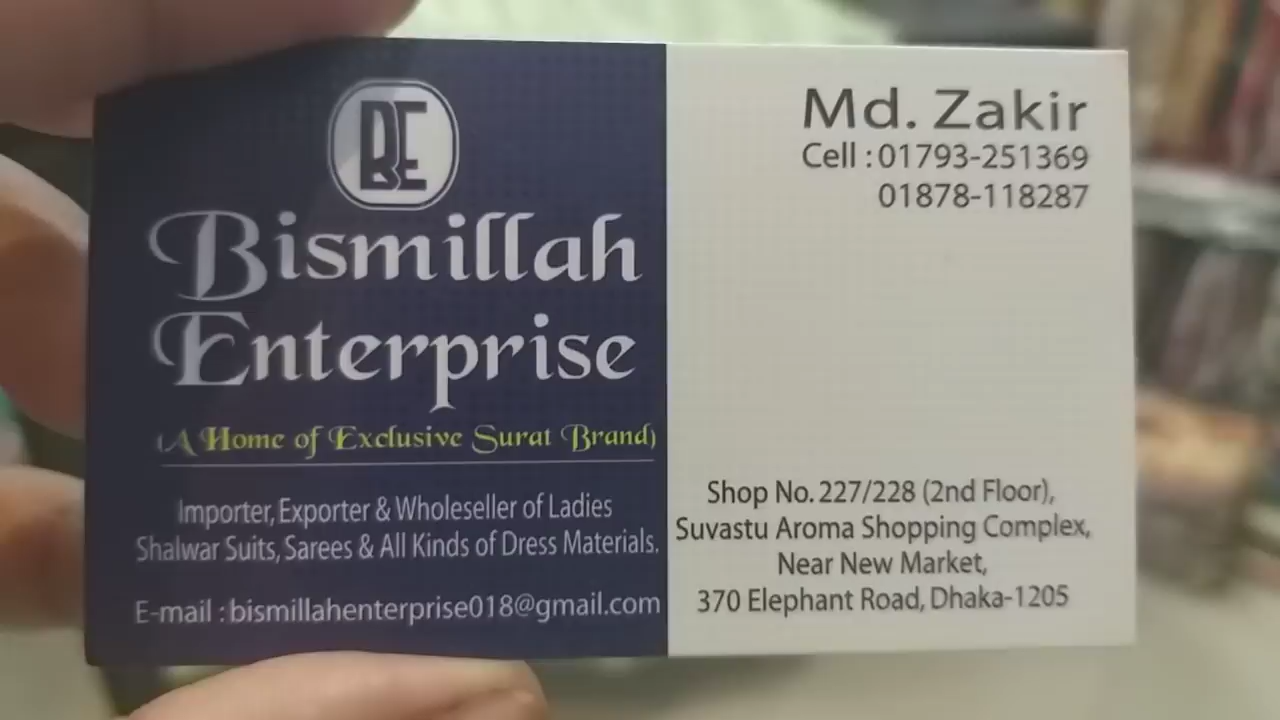 BE
Bismillah
Enterprise
(A Home of Exclusive Surat Brand)
Importer, Exporter & Wholeseller of Ladies
Shalwar Suits, Sarees & All Kinds of Dress Materials.
E-mail : bismillahenterprise018@gmail.com
Md. Zakir
Cell : 01793-251369
01878-118287
Shop No. 227/228 (2nd Floor),
Suvastu Aroma Shopping Complex,
Near New Market,
370 Elephant Road, Dhaka-1205